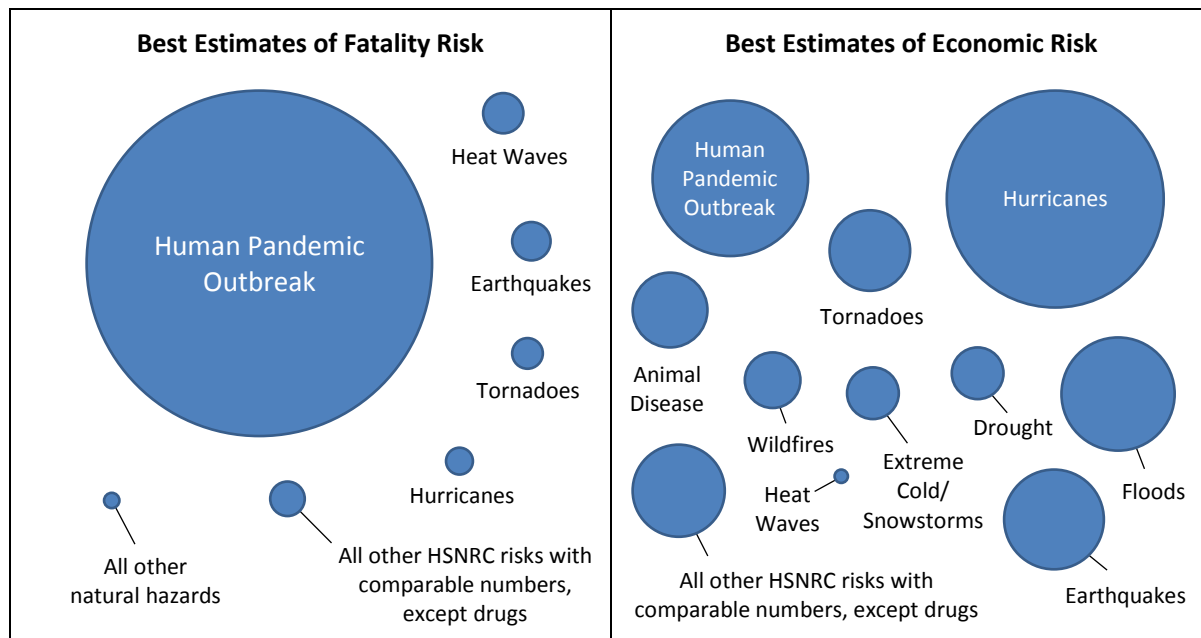 Best Estimates of Fatality Risk
Human Pandemic
Outbreak
Heat Waves
Earthquakes
Tornadoes
Hurricanes
All other
natural hazards
All other HSNRC risks with
comparable numbers,
except drugs
Best Estimates of Economic Risk
Human
Pandemic
Outbreak
Hurricanes
Tornadoes
Animal
Disease
Wildfires
Extreme
Cold/
Snowstorms
Drought
Floods
Heat
Waves
All other HSNRC risks with
comparable numbers, except drugs
Earthquakes